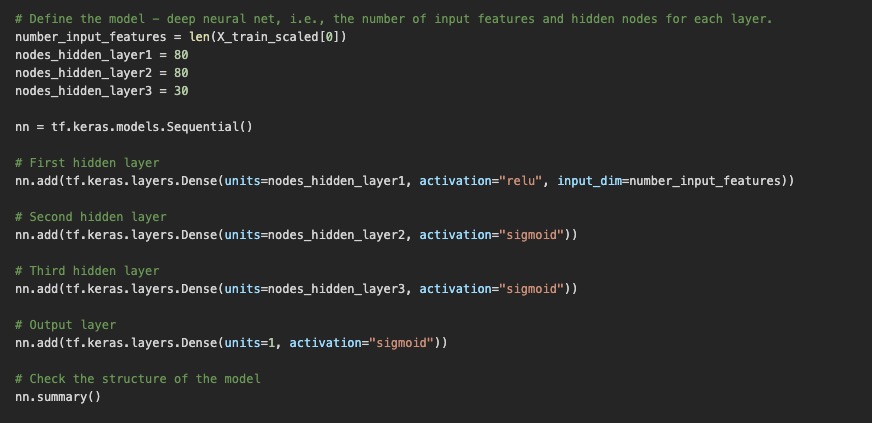 # Define the model - deep neural net, i.e., the number of input features and hidden nodes for each layer.
number_input_features = len(X_train_scaled[0])
nodes_hidden_layer1 = 80
nodes_hidden_layer2 = 80
nodes_hidden_layer3 = 30
nn = tf.keras.models.Sequential()
# First hidden layer
nn.add(tf.keras.layers.Dense(units=nodes_hidden_layer1, activation="relu", input_dim=number_input_features))
# Second hidden layer
nn.add(tf.keras.layers.Dense(units=nodes_hidden_layer2, activation="sigmoid"))
# Third hidden layer
nn.add(tf.keras.layers.Dense(units=nodes_hidden_layer3, activation="sigmoid"))
# Output layer
nn.add(tf.keras.layers.Dense(units=1, activation="sigmoid"))
# Check the structure of the model
nn.summary()